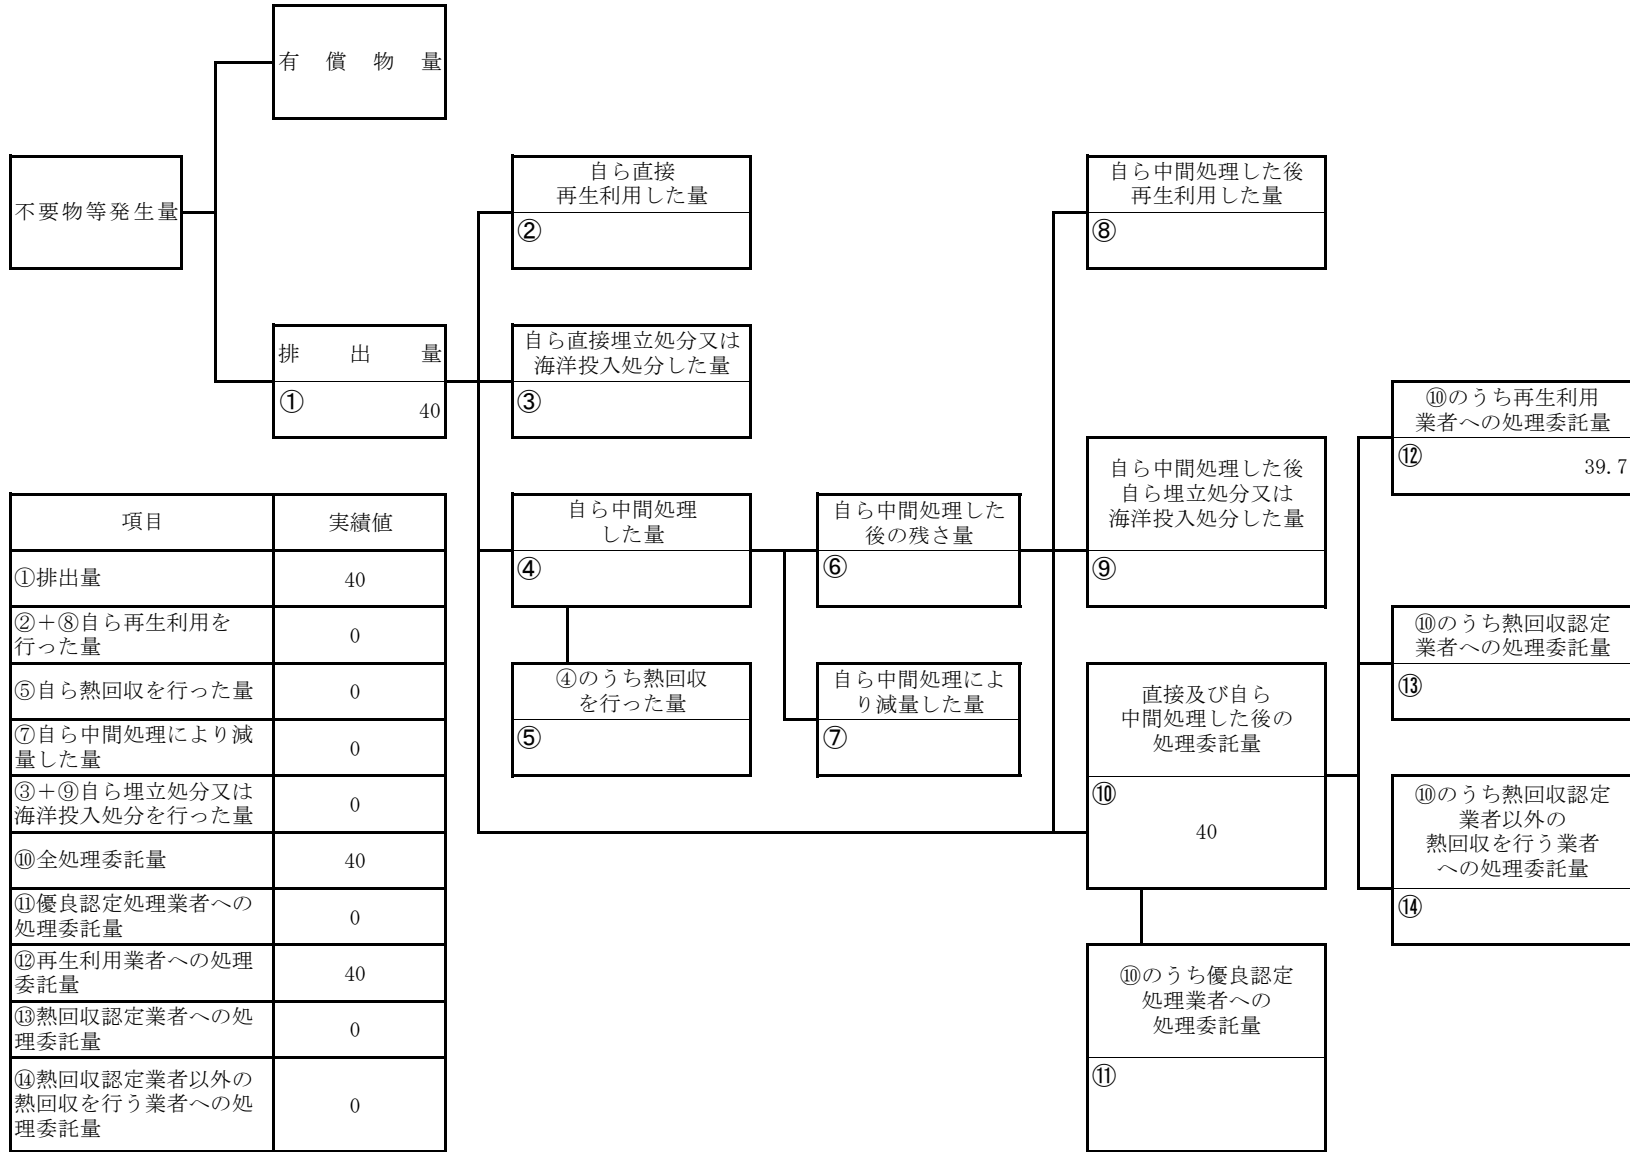 有償物量
不要物等発生量
自ら直接
再生利用した量
②
自ら中間処理した後
再生利用した量
⑧
排出量
①
40
自ら直接埋立処分又は
海洋投入処分した量
③
⑩のうち再生利用
業者への処理委託量
⑫
39.7
自ら中間処理
した量
④
自ら中間処理した
後の残さ量
⑥
自ら中間処理した後
自ら埋立処分又は
海洋投入処分した量
⑨
④のうち熱回収
を行った量
⑤
自ら中間処理によ
り減量した量
⑦
直接及び自ら
中間処理した後の
処理委託量
⑩
40
⑩のうち熱回収認定
業者への処理委託量
⑬
⑩のうち熱回収認定
業者以外の
熱回収を行う業者
への処理委託量
⑭
⑩のうち優良認定
処理業者への
処理委託量
⑪
項目 実績値
①排出量 40
②+⑧自ら再生利用を
行った量 0
⑤自ら熱回収を行った量 0
⑦自ら中間処理により減
量した量 0
③+⑨自ら埋立処分又は
海洋投入処分を行った量 0
⑩全処理委託量 40
⑪優良認定処理業者への
処理委託量 0
⑫再生利用業者への処理
委託量 40
⑬熱回収認定業者への処
理委託量 0
⑭熱回収認定業者以外の
熱回収を行う業者への処
理委託量 0